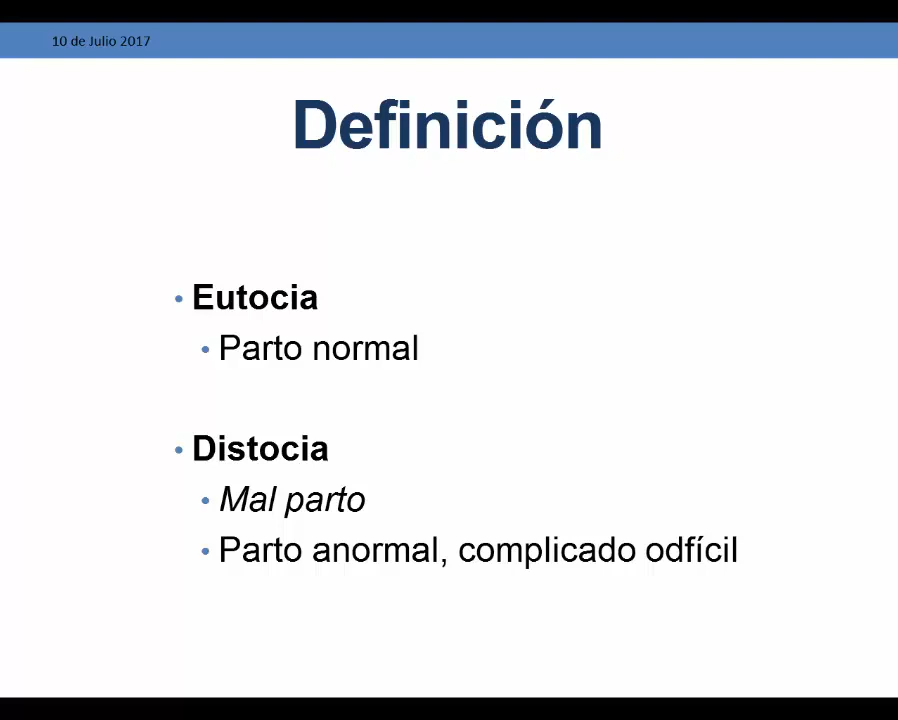 10 de Julio 2017
Definición
• Eutocia
• Parto normal
• Distocia
• Mal parto
• Parto anormal, complicado odfícil